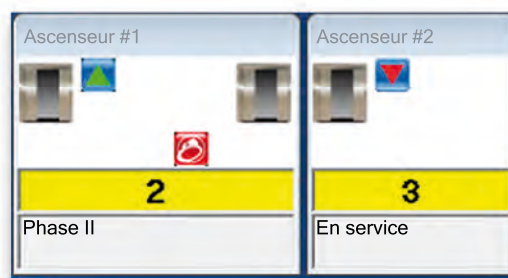 Ascenseur #1
2
Phase II
Ascenseur #2
3
En service